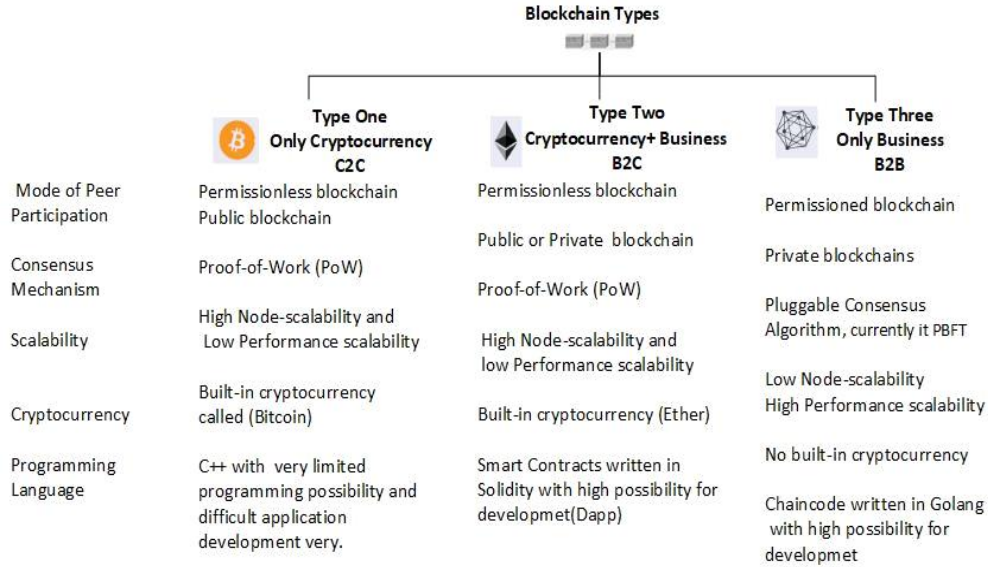 Blockchain Types
Type One
Only Cryptocurrency
C2C
Type Two
Cryptocurrency+ Business
B2C
Type Three
Only Business
B2B
Mode of Peer
Participation
Permissionless blockchain
Public blockchain
Permissionless blockchain
Public or Private blockchain
Permissioned blockchain
Private blockchains
Consensus
Mechanism
Proof-of-Work (PoW)
Proof-of-Work (PoW)
Pluggable Consensus
Algorithm, currently it PBFT
Scalability
High Node-scalability and
Low Performance scalability
High Node-scalability and
low Performance scalability
Low Node-scalability
High Performance scalability
Cryptocurrency
Built-in cryptocurrency
called (Bitcoin)
Built-in cryptocurrency (Ether)
No built-in cryptocurrency
Programming
Language
C++ with very limited
programming possibility and
difficult application
development very.
Smart Contracts written in
Solidity with high possibility for
developmet(Dapp)
Chaincode written in Golang
with high possibility for
developmet